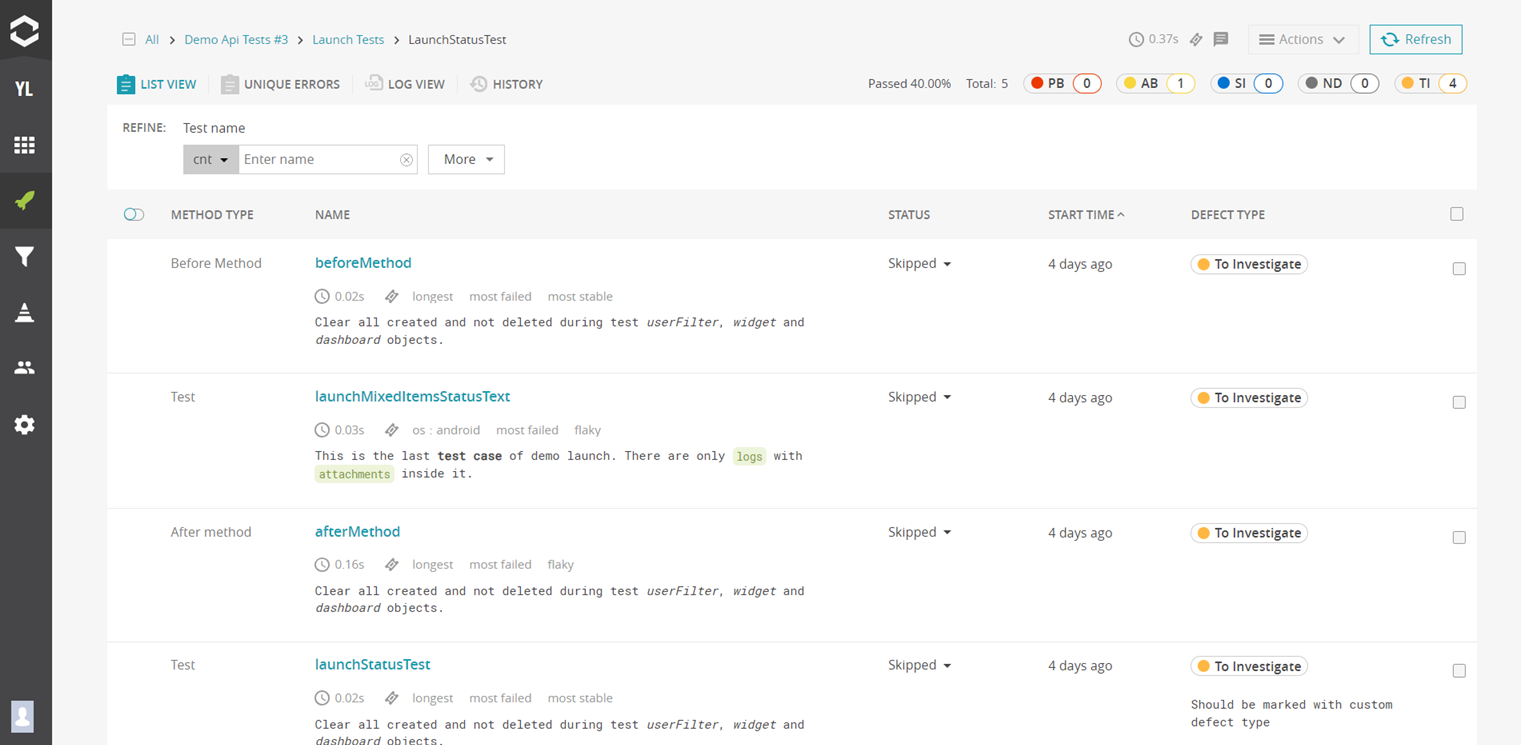 YL
All > Demo Api Tests #3 > Launch Tests > LaunchStatusTest
0.37s Actions Refresh
LIST VIEW UNIQUE ERRORS LOG VIEW HISTORY
LOG
Passed 40.00% Total: 5 PB 0 AB 1 SI 0 ND 0 TI 4
REFINE: Test name
cnt Enter name More
METHOD TYPE NAME STATUS START TIME DEFECT TYPE
Before Method beforeMethod Skipped 4 days ago To Investigate
0.02s longest most failed most stable
Clear all created and not deleted during test userFilter, widget and
dashboard objects.
Test launchMixedItemsStatusText Skipped 4 days ago To Investigate
0.03s os : android most failed flaky
This is the last test case of demo launch. There are only logs with
attachments inside it.
After method afterMethod Skipped 4 days ago To Investigate
0.16s longest most failed flaky
Clear all created and not deleted during test userFilter, widget and
dashboard objects.
Test launchStatusTest Skipped 4 days ago To Investigate
0.02s longest most failed most stable
Should be marked with custom
defect type
Clear all created and not deleted during test userFilter, widget and
dashboard objects.